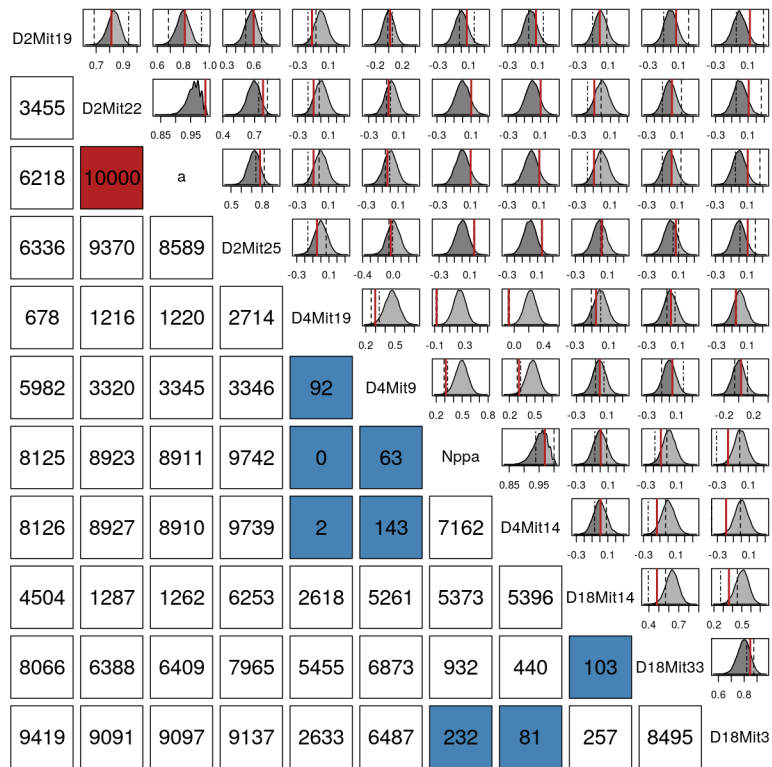 D2Mit19
0.7 0.9 0.6 0.8 1.0 0.3 0.6 -0.3 0.1 -0.2 0.2 -0.3 0.1 -0.3 0.1 -0.3 0.1 -0.3 0.1 -0.3 0.1
3455 D2Mit22
0.85 0.95 0.4 0.7 -0.3 0.1 -0.3 0.1 -0.3 0.1 -0.3 0.1 -0.3 0.1 -0.3 0.1 -0.3 0.1
6218 10000 a
0.5 0.8 -0.3 0.1 -0.3 0.1 -0.3 0.1 -0.3 0.1 -0.3 0.1 -0.3 0.1 -0.3 0.1
6336 9370 8589 D2Mit25
-0.3 0.1 -0.4 0.0 -0.3 0.1 -0.3 0.1 -0.3 0.1 -0.3 0.1 -0.3 0.1
678 1216 1220 2714 D4Mit19
0.2 0.5 -0.1 0.3 0.0 0.4 -0.3 0.1 -0.3 0.1 -0.3 0.1
5982 3320 3345 3346 92 D4Mit9
0.2 0.5 0.8 0.2 0.5 -0.3 0.1 -0.3 0.1 -0.2 0.2
8125 8923 8911 9742 0 63 Nppa
0.85 0.95 -0.3 0.1 -0.3 0.1 -0.3 0.1
8126 8927 8910 9739 2 143 7162 D4Mit14
-0.3 0.1 -0.3 0.1 -0.3 0.1
4504 1287 1262 6253 2618 5261 5373 5396 D18Mit14
0.4 0.7 0.2 0.5
8066 6388 6409 7965 5455 6873 932 440 103 D18Mit33
0.6 0.8
9419 9091 9097 9137 2633 6487 232 81 257 8495 D18Mit3